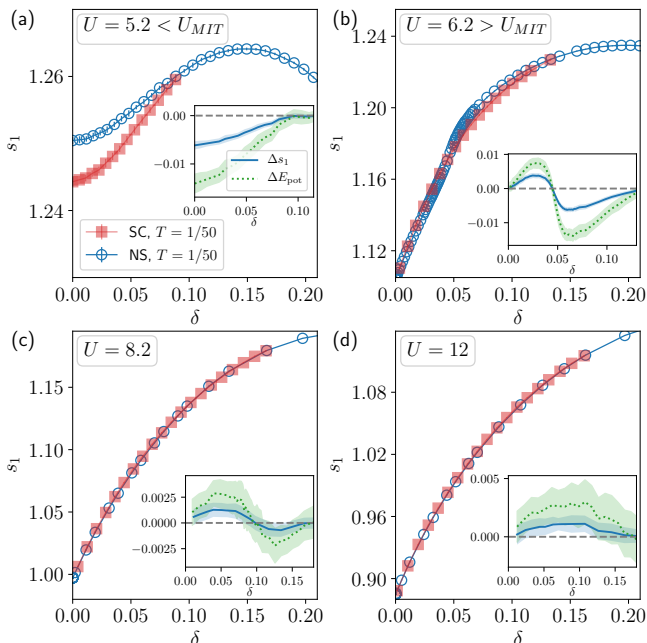 (a) U = 5.2 < U_MIT
1.26
1.24
s₁
0.00
−0.01
0.00 0.05 0.10
δ
Δs₁
ΔE_pot
SC, T = 1/50
NS, T = 1/50
0.00 0.05 0.10 0.15 0.20
δ
(b) U = 6.2 > U_MIT
1.24
1.20
1.16
1.12
s₁
0.01
0.00
−0.01
0.00 0.05 0.10
δ
0.00 0.05 0.10 0.15 0.20
δ
(c) U = 8.2
1.15
1.10
1.05
1.00
s₁
0.0025
0.0000
−0.0025
0.00 0.05 0.10 0.15
δ
0.00 0.05 0.10 0.15 0.20
δ
(d) U = 12
1.08
1.02
0.96
0.90
s₁
0.005
0.000
0.00 0.05 0.10 0.15
δ
0.00 0.05 0.10 0.15 0.20
δ